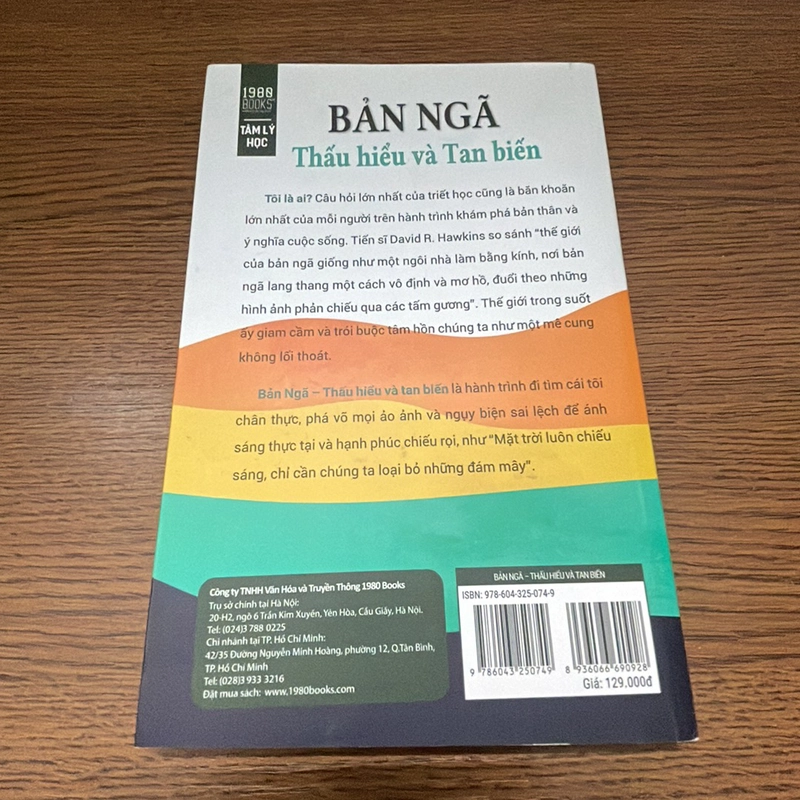 1980
BOOKS
TÂM LÝ
HỌC
BẢN NGÃ
Thấu hiểu và Tan biến
Tôi là ai? Câu hỏi lớn nhất của triết học cũng là băn khoăn
lớn nhất của mỗi người trên hành trình khám phá bản thân và
ý nghĩa cuộc sống. Tiến sĩ David R. Hawkins so sánh “thế giới
của bản ngã giống như một ngôi nhà làm bằng kính, nơi bản
ngã lang thang một cách vô định và mơ hồ, đuổi theo những
hình ảnh phản chiếu qua các tấm gương”. Thế giới trong suốt
ấy giam cầm và trói buộc tâm hồn chúng ta như một mê cung
không lối thoát.
Bản Ngã – Thấu hiểu và tan biến là hành trình đi tìm cái tôi
chân thực, phá vỡ mọi ảo ảnh và ngụy biện sai lệch để ánh
sáng thực tại và hạnh phúc chiếu rọi, như “Mặt trời luôn chiếu
sáng, chỉ cần chúng ta loại bỏ những đám mây”.
Công ty TNHH Văn Hóa và Truyền Thông 1980 Books
Trụ sở chính tại Hà Nội:
20-H2, ngõ 6 Trần Kim Xuyến, Yên Hòa, Cầu Giấy, Hà Nội.
Tel: (024)3 788 0225
Chi nhánh tại TP. Hồ Chí Minh:
42/35 Đường Nguyễn Minh Hoàng, phường 12, Q.Tân Bình,
TP. Hồ Chí Minh
Tel: (028)3 933 3216
Đặt mua sách: www.1980books.com
BẢN NGÃ – THẤU HIỂU VÀ TAN BIẾN
ISBN: 978-604-325-074-9
9 786043 250749
8 936066 690928
Giá: 129.000đ